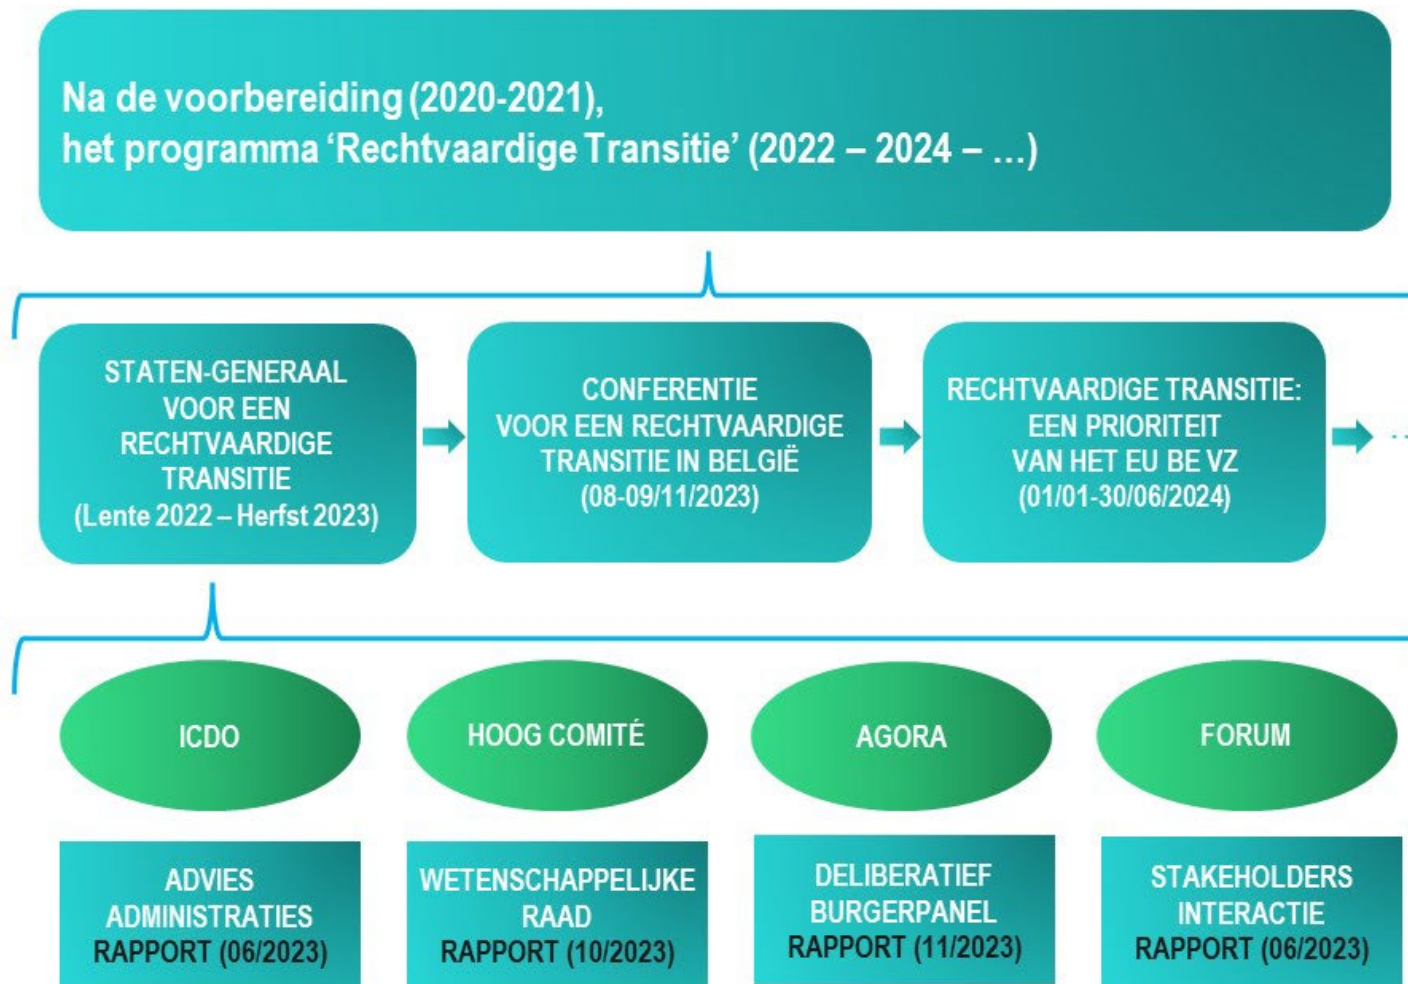 Na de voorbereiding (2020-2021),
het programma ‘Rechtvaardige Transitie’ (2022 – 2024 – …)
STATEN-GENERAAL
VOOR EEN
RECHTVAARDIGE
TRANSITIE
(Lente 2022 – Herfst 2023)
CONFERENTIE
VOOR EEN RECHTVAARDIGE
TRANSITIE IN BELGIË
(08-09/11/2023)
RECHTVAARDIGE TRANSITIE:
EEN PRIORITEIT
VAN HET EU BE VZ
(01/01-30/06/2024)
ICDO
HOOG COMITÉ
AGORA
FORUM
ADVIES
ADMINISTRATIES
RAPPORT (06/2023)
WETENSCHAPPELIJKE
RAAD
RAPPORT (10/2023)
DELIBERATIEF
BURGERPANEL
RAPPORT (11/2023)
STAKEHOLDERS
INTERACTIE
RAPPORT (06/2023)